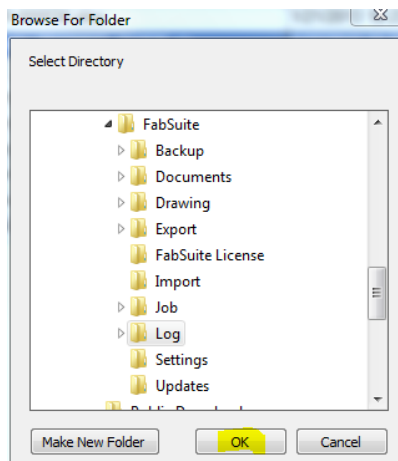 Browse For Folder
Select Directory
FabSuite
Backup
Documents
Drawing
Export
FabSuite License
Import
Job
Log
Settings
Updates
Make New Folder
OK
Cancel